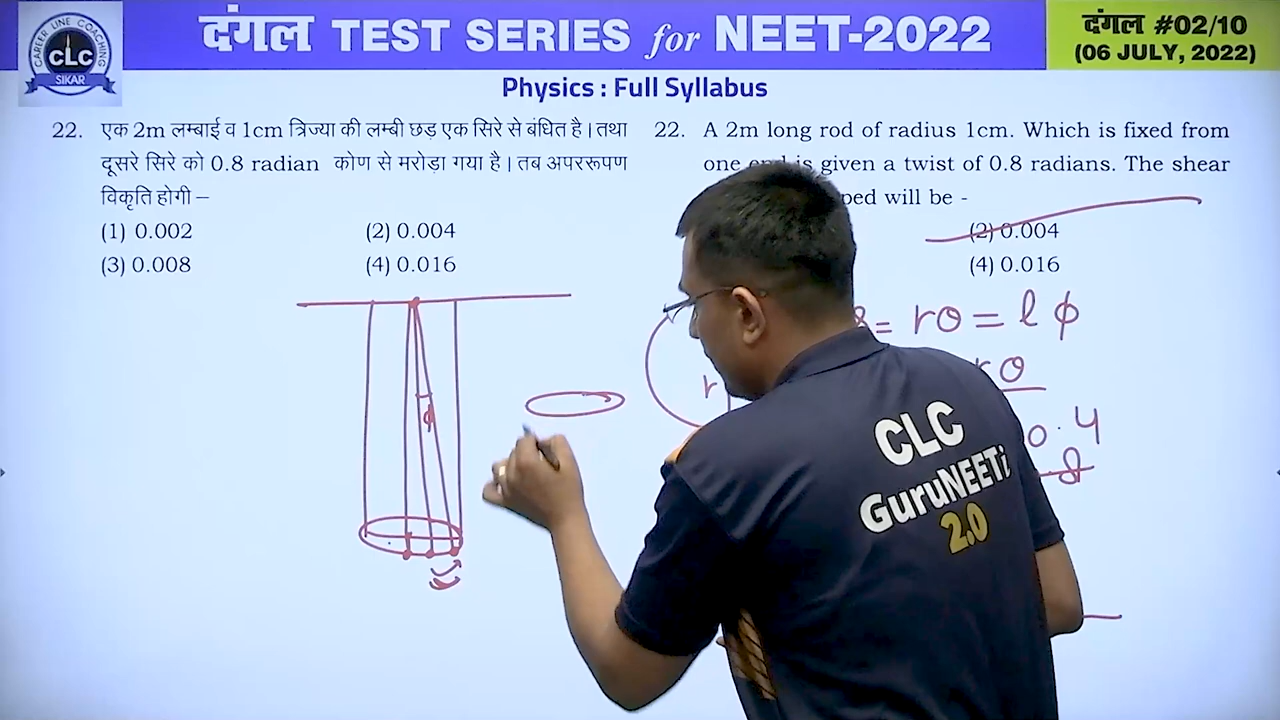 दंगल TEST SERIES for NEET-2022
दंगल #02/10
(06 JULY, 2022)
CAREER LINE COACHING
CLC
SIKAR
Physics : Full Syllabus
22. एक 2m लम्बाई व 1cm त्रिज्या की लम्बी छड़ एक सिरे से बंधित है। तथा
दूसरे सिरे को 0.8 radian कोण से मरोड़ा गया है। तब अपररूपण
विकृति होगी –
(1) 0.002 (2) 0.004
(3) 0.008 (4) 0.016
22. A 2m long rod of radius 1cm. Which is fixed from
one end is given a twist of 0.8 radians. The shear
ped will be -
(2) 0.004
(4) 0.016
= rθ = l ϕ
rθ
0.4
r
ϕ
CLC
GuruNEETi
2.0